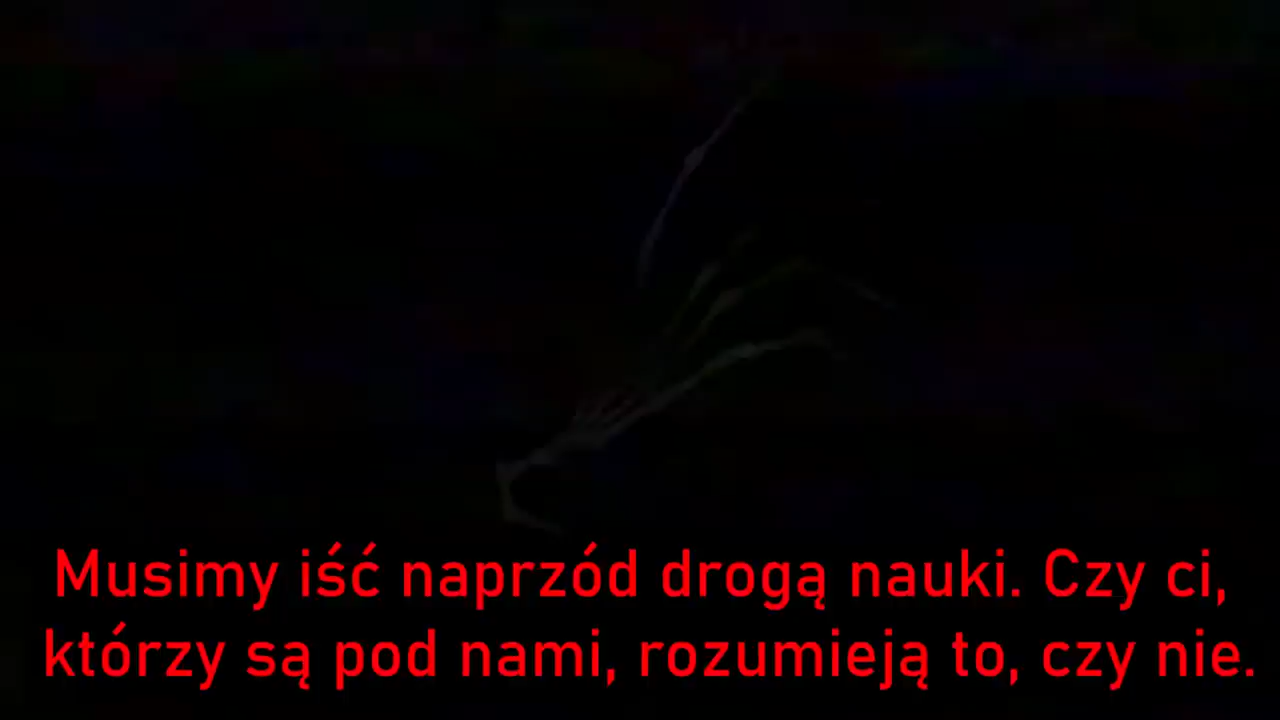 Musimy iść naprzód drogą nauki. Czy ci,
którzy są pod nami, rozumieją to, czy nie.